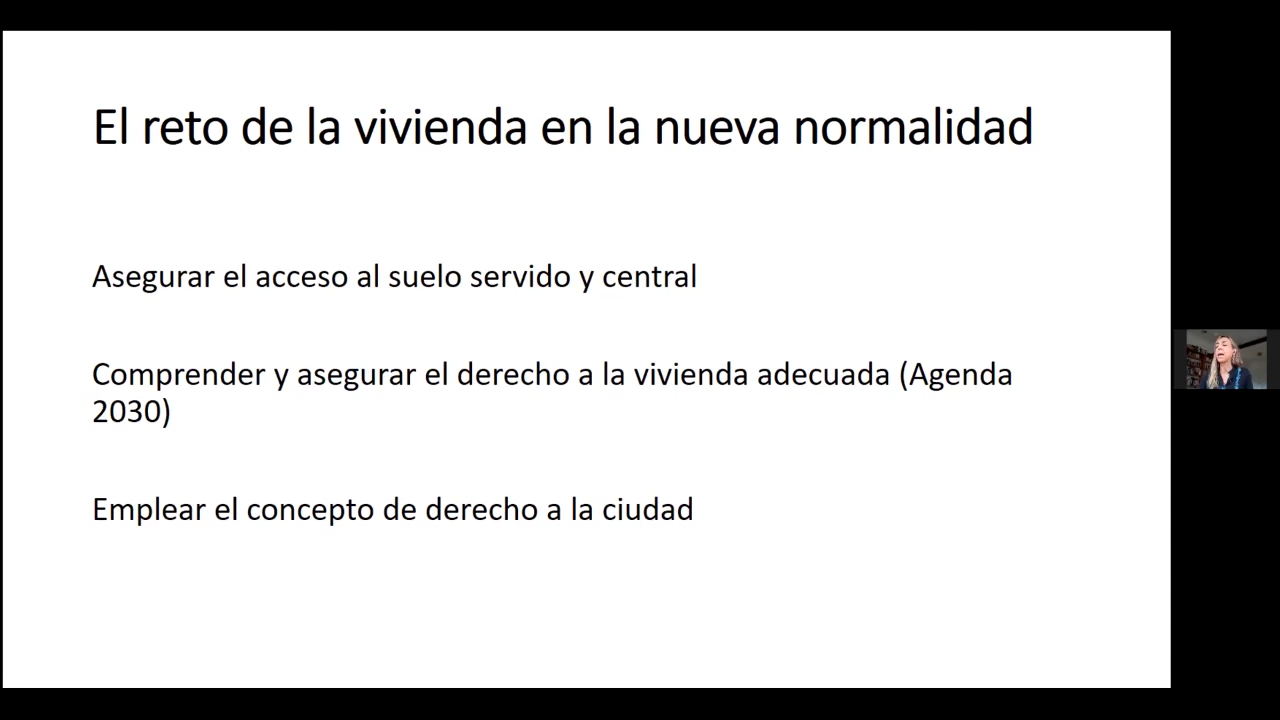 El reto de la vivienda en la nueva normalidad
Asegurar el acceso al suelo servido y central
Comprender y asegurar el derecho a la vivienda adecuada (Agenda
2030)
Emplear el concepto de derecho a la ciudad